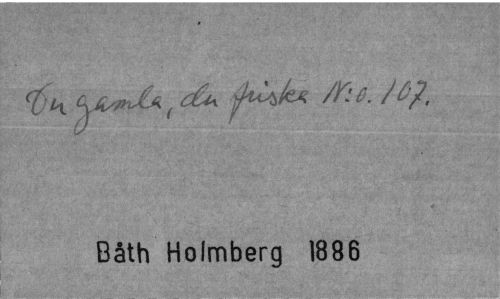 Du gamla, du friska N:o. 107.
Båth Holmberg 1886